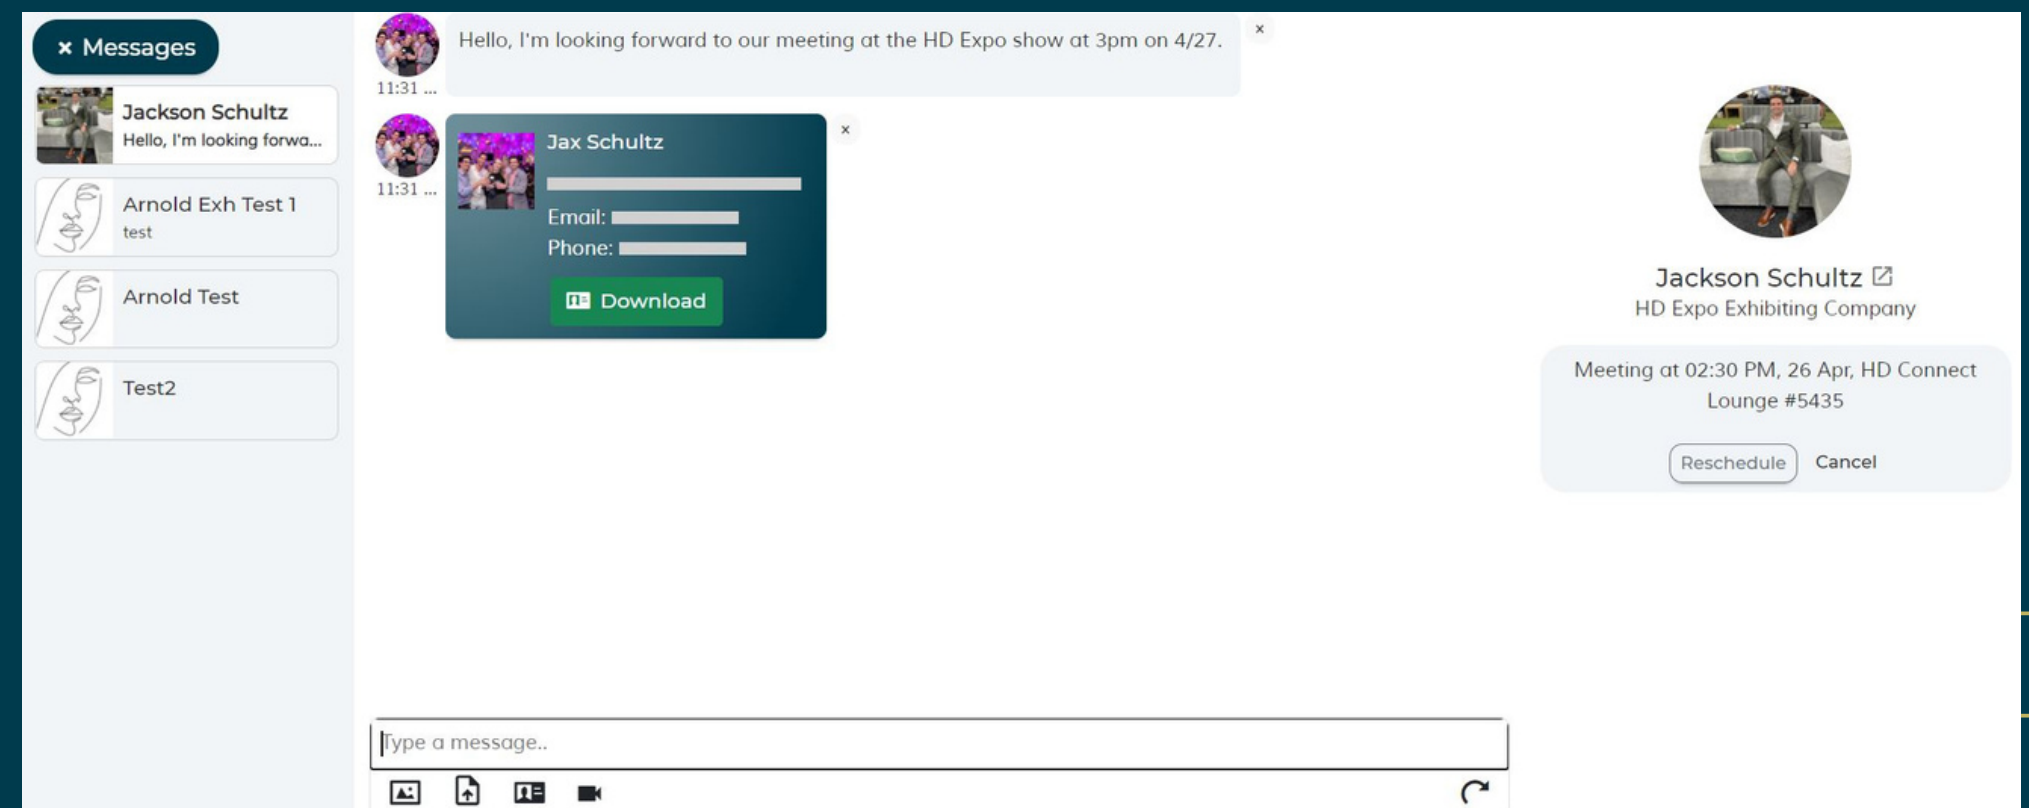 × Messages
Jackson Schultz
Hello, I'm looking forwa...
Arnold Exh Test 1
test
Arnold Test
Test2
Hello, I'm looking forward to our meeting at the HD Expo show at 3pm on 4/27.
11:31 ...
Jax Schultz
11:31 ...
Email:
Phone:
Download
Type a message..
Jackson Schultz
HD Expo Exhibiting Company
Meeting at 02:30 PM, 26 Apr, HD Connect
Lounge #5435
Reschedule Cancel